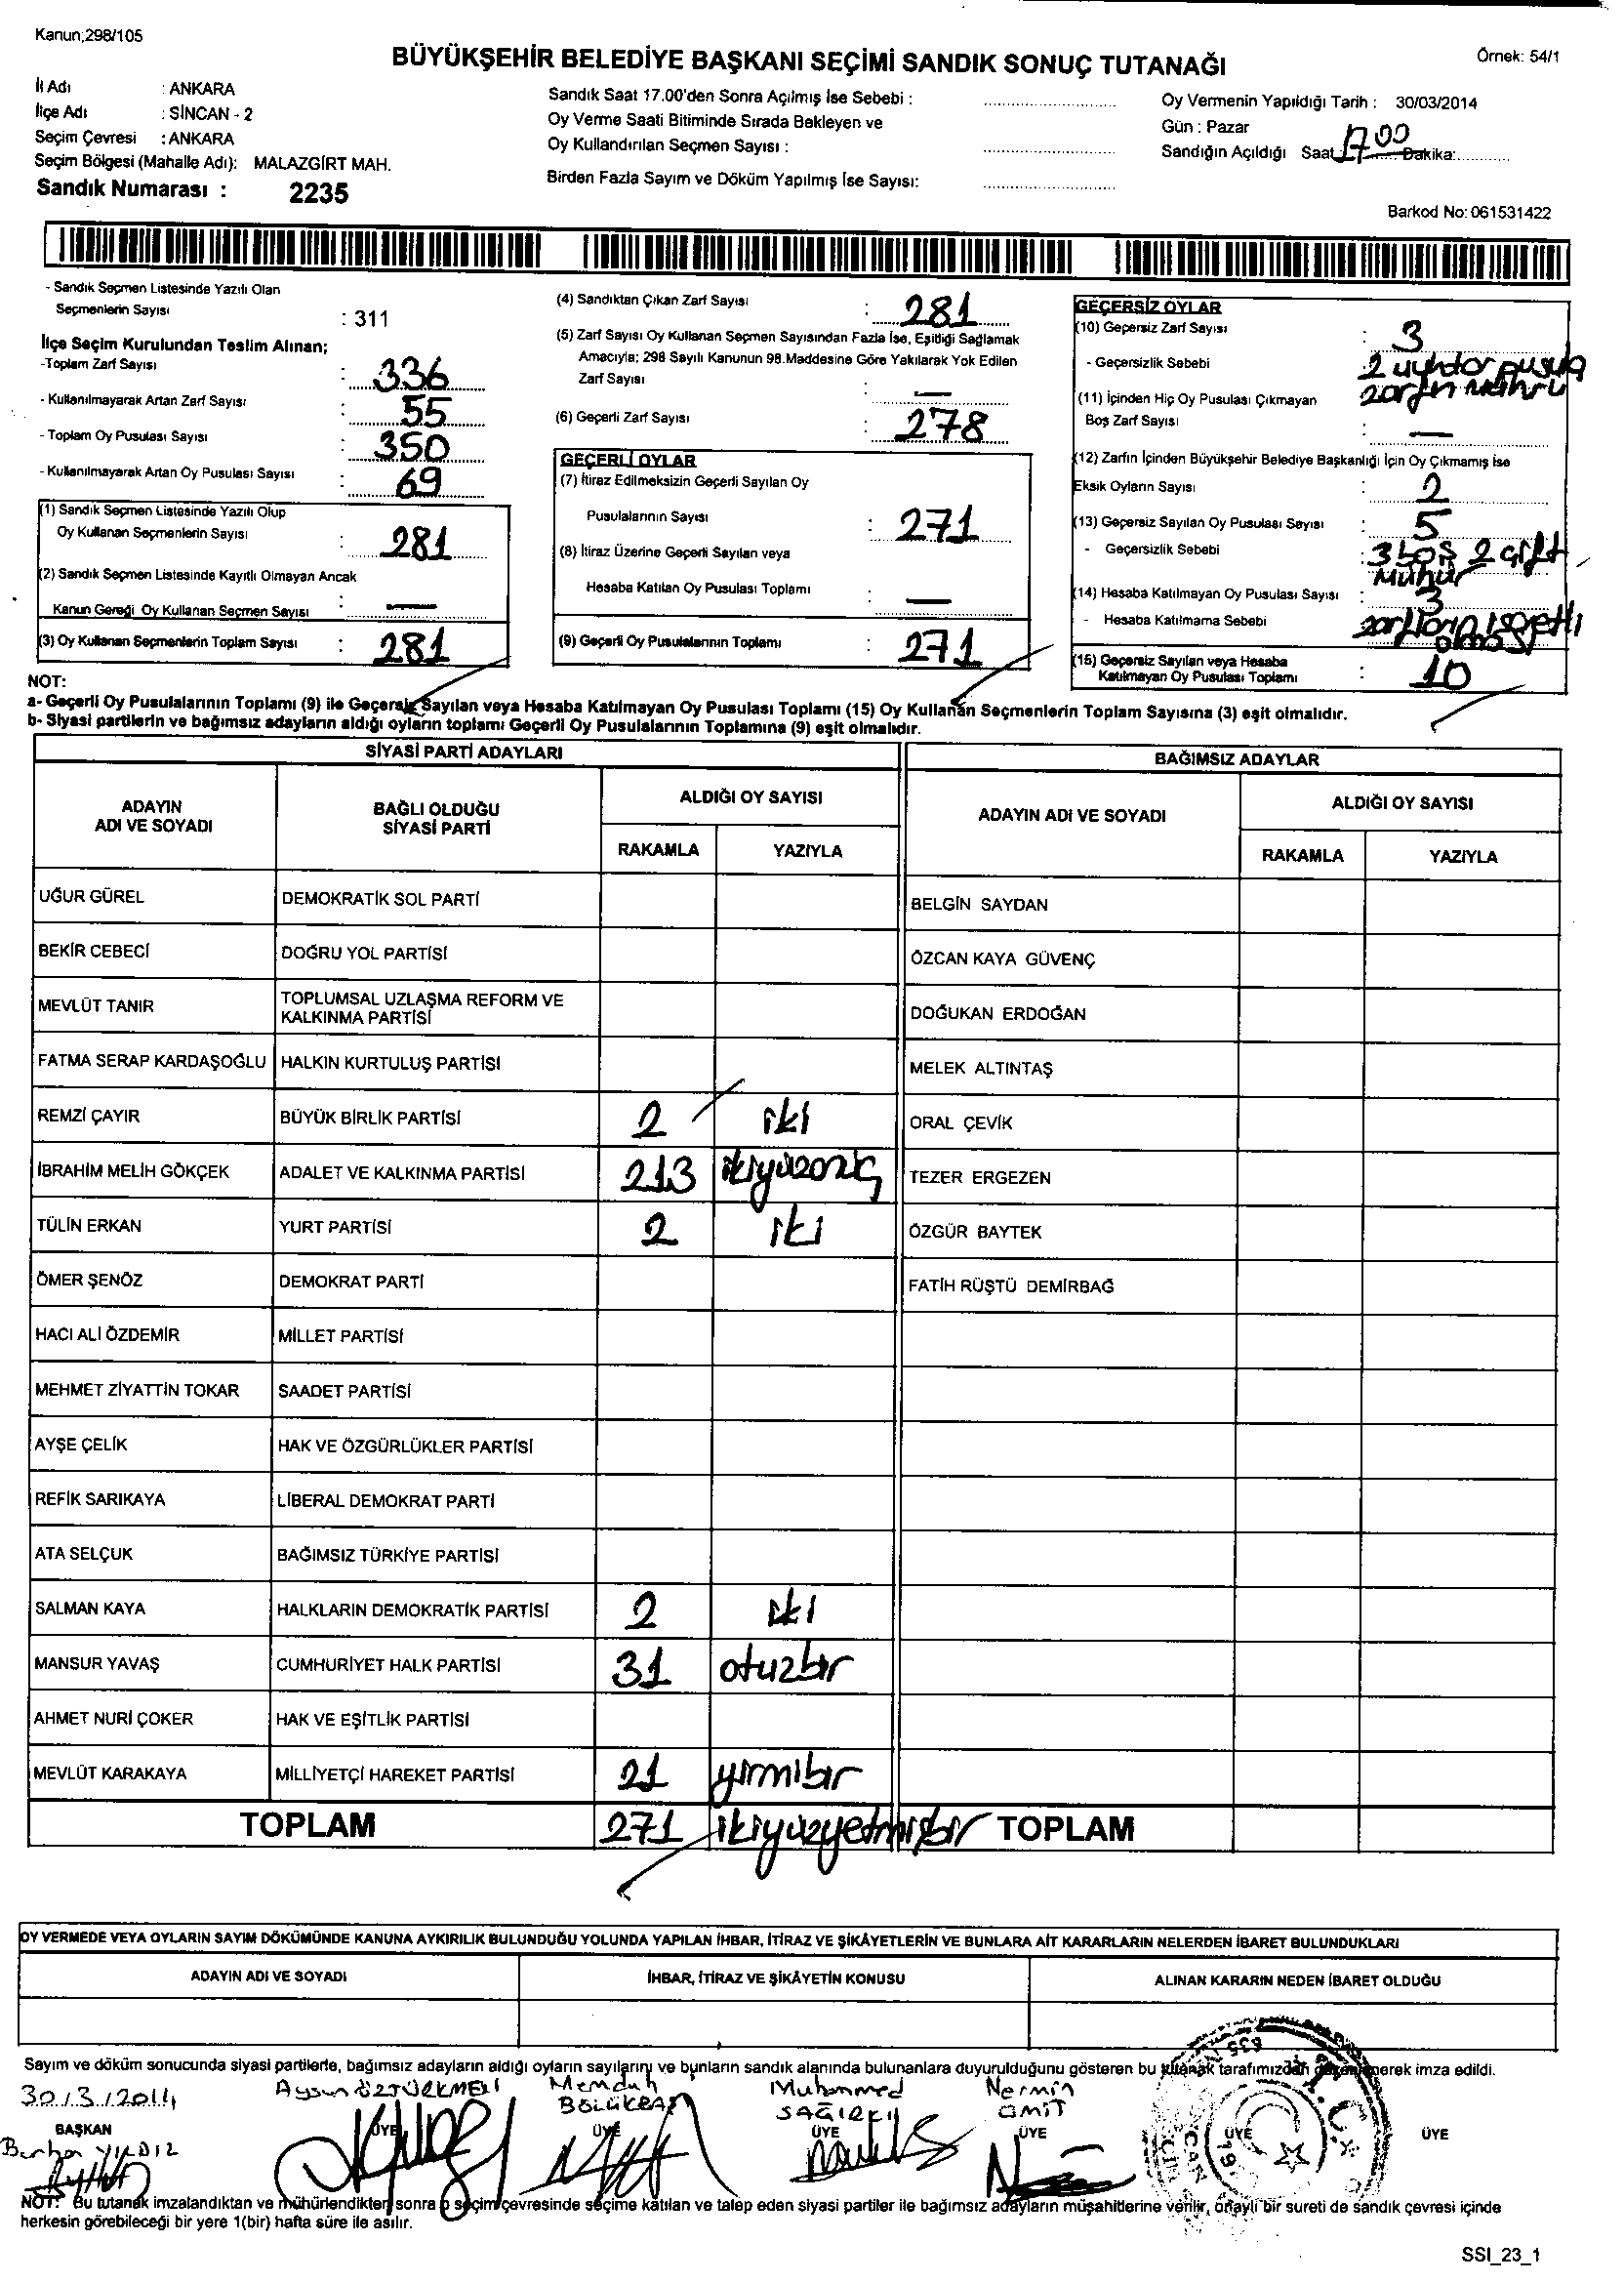 Kanun;298/105
BÜYÜKŞEHİR BELEDİYE BAŞKANI SEÇİMİ SANDIK SONUÇ TUTANAĞI
Örnek: 54/1
İl Adı : ANKARA
İlçe Adı : SİNCAN - 2
Seçim Çevresi : ANKARA
Seçim Bölgesi (Mahalle Adı): MALAZGİRT MAH.
Sandık Numarası : 2235
Sandık Saat 17.00'den Sonra Açılmış İse Sebebi :
Oy Verme Saati Bitiminde Sırada Bekleyen ve
Oy Kullandırılan Seçmen Sayısı :
Birden Fazla Sayım ve Döküm Yapılmış İse Sayısı:
Oy Vermenin Yapıldığı Tarih : 30/03/2014
Gün : Pazar
Sandığın Açıldığı Saat 17 00 Dakika:
Barkod No: 061531422
- Sandık Seçmen Listesinde Yazılı Olan
Seçmenlerin Sayısı : 311
İlçe Seçim Kurulundan Teslim Alınan;
-Toplam Zarf Sayısı : 336
- Kullanılmayarak Artan Zarf Sayısı : 55
- Toplam Oy Pusulası Sayısı : 350
- Kullanılmayarak Artan Oy Pusulası Sayısı : 69
(1) Sandık Seçmen Listesinde Yazılı Olup
Oy Kullanan Seçmenlerin Sayısı : 281
(2) Sandık Seçmen Listesinde Kayıtlı Olmayan Ancak
Kanun Gereği Oy Kullanan Seçmen Sayısı : —
(3) Oy Kullanan Seçmenlerin Toplam Sayısı : 281
(4) Sandıktan Çıkan Zarf Sayısı : 281
(5) Zarf Sayısı Oy Kullanan Seçmen Sayısından Fazla İse, Eşitliği Sağlamak
Amacıyla; 298 Sayılı Kanunun 98.Maddesine Göre Yakılarak Yok Edilen
Zarf Sayısı : —
(6) Geçerli Zarf Sayısı : 278
GEÇERLİ OYLAR
(7) İtiraz Edilmeksizin Geçerli Sayılan Oy
Pusulalarının Sayısı : 271
(8) İtiraz Üzerine Geçerli Sayılan veya
Hesaba Katılan Oy Pusulası Toplamı : —
(9) Geçerli Oy Pusulalarının Toplamı : 271
GEÇERSİZ OYLAR
(10) Geçersiz Zarf Sayısı : 3
- Geçersizlik Sebebi
(11) İçinden Hiç Oy Pusulası Çıkmayan
Boş Zarf Sayısı : —
(12) Zarfın İçinden Büyükşehir Belediye Başkanlığı İçin Oy Çıkmamış İse
Eksik Oyların Sayısı : 2
(13) Geçersiz Sayılan Oy Pusulası Sayısı : 5
- Geçersizlik Sebebi : 3 boş 2 çift
Mühür
(14) Hesaba Katılmayan Oy Pusulası Sayısı : 3
- Hesaba Katılmama Sebebi
(15) Geçersiz Sayılan veya Hesaba
Katılmayan Oy Pusulası Toplamı : 10
NOT:
a- Geçerli Oy Pusulalarının Toplamı (9) ile Geçersiz Sayılan veya Hesaba Katılmayan Oy Pusulası Toplamı (15) Oy Kullanan Seçmenlerin Toplam Sayısına (3) eşit olmalıdır.
b- Siyasi partilerin ve bağımsız adayların aldığı oyların toplamı Geçerli Oy Pusulalarının Toplamına (9) eşit olmalıdır.
SİYASİ PARTİ ADAYLARI
ADAYIN ADI VE SOYADI BAĞLI OLDUĞU SİYASİ PARTİ ALDIĞI OY SAYISI
RAKAMLA YAZIYLA
UĞUR GÜREL DEMOKRATİK SOL PARTİ
BEKİR CEBECİ DOĞRU YOL PARTİSİ
MEVLÜT TANIR TOPLUMSAL UZLAŞMA REFORM VE KALKINMA PARTİSİ
FATMA SERAP KARDAŞOĞLU HALKIN KURTULUŞ PARTİSİ
REMZİ ÇAYIR BÜYÜK BİRLİK PARTİSİ 2 iki
İBRAHİM MELİH GÖKÇEK ADALET VE KALKINMA PARTİSİ 213 ikiyüzonüç
TÜLİN ERKAN YURT PARTİSİ 2 iki
ÖMER ŞENÖZ DEMOKRAT PARTİ
HACI ALİ ÖZDEMİR MİLLET PARTİSİ
MEHMET ZİYATTİN TOKAR SAADET PARTİSİ
AYŞE ÇELİK HAK VE ÖZGÜRLÜKLER PARTİSİ
REFİK SARIKAYA LİBERAL DEMOKRAT PARTİ
ATA SELÇUK BAĞIMSIZ TÜRKİYE PARTİSİ
SALMAN KAYA HALKLARIN DEMOKRATİK PARTİSİ 2 iki
MANSUR YAVAŞ CUMHURİYET HALK PARTİSİ 31 otuzbir
AHMET NURİ ÇOKER HAK VE EŞİTLİK PARTİSİ
MEVLÜT KARAKAYA MİLLİYETÇİ HAREKET PARTİSİ 21 yirmibir
TOPLAM 271 ikiyüzyetmişbir
BAĞIMSIZ ADAYLAR
ADAYIN ADI VE SOYADI ALDIĞI OY SAYISI
RAKAMLA YAZIYLA
BELGİN SAYDAN
ÖZCAN KAYA GÜVENÇ
DOĞUKAN ERDOĞAN
MELEK ALTINTAŞ
ORAL ÇEVİK
TEZER ERGEZEN
ÖZGÜR BAYTEK
FATİH RÜŞTÜ DEMİRBAĞ
TOPLAM
OY VERMEDE VEYA OYLARIN SAYIM DÖKÜMÜNDE KANUNA AYKIRILIK BULUNDUĞU YOLUNDA YAPILAN İHBAR, İTİRAZ VE ŞİKÂYETLERİN VE BUNLARA AİT KARARLARIN NELERDEN İBARET BULUNDUKLARI
ADAYIN ADI VE SOYADI İHBAR, İTİRAZ VE ŞİKÂYETİN KONUSU ALINAN KARARIN NEDEN İBARET OLDUĞU
Sayım ve döküm sonucunda siyasi partilerle, bağımsız adayların aldığı oyların sayılarını ve bunların sandık alanında bulunanlara duyurulduğunu gösteren bu tutanak tarafımızdan düzenlenerek imza edildi.
30/3/2014 Aysun ÖZTÜRKMEN Memduh Muhammed Nermin
BAŞKAN ÜYE ÜYE ÜYE ÜYE ÜYE ÜYE
YILDIZ
NOT: Bu tutanak imzalandıktan ve mühürlendikten sonra o seçim çevresinde seçime katılan ve talep eden siyasi partiler ile bağımsız adayların müşahitlerine verilir, onaylı bir sureti de sandık çevresi içinde
herkesin görebileceği bir yere 1(bir) hafta süre ile asılır.
SSI_23_1